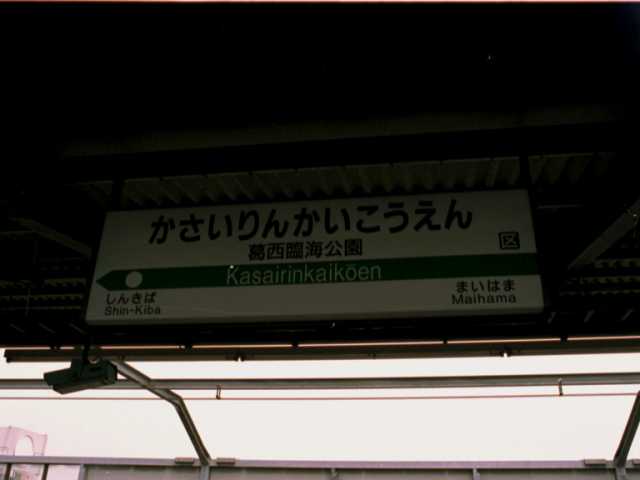 かさいりんかいこうえん
葛西臨海公園
区
Kasairinkaikōen
しんきば
Shin-Kiba
まいはま
Maihama